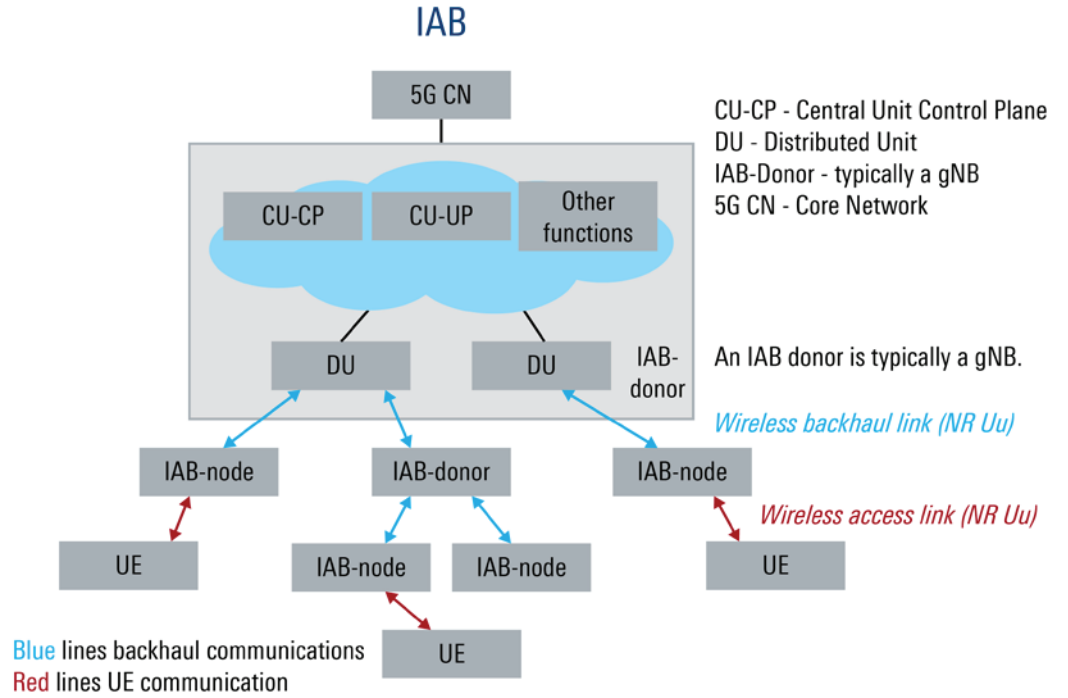 IAB
5G CN
CU-CP - Central Unit Control Plane
DU - Distributed Unit
IAB-Donor - typically a gNB
5G CN - Core Network
CU-CP
CU-UP
Other
functions
DU
DU
IAB-
donor
An IAB donor is typically a gNB.
Wireless backhaul link (NR Uu)
IAB-node
IAB-donor
IAB-node
Wireless access link (NR Uu)
UE
IAB-node
IAB-node
UE
UE
Blue lines backhaul communications
Red lines UE communication